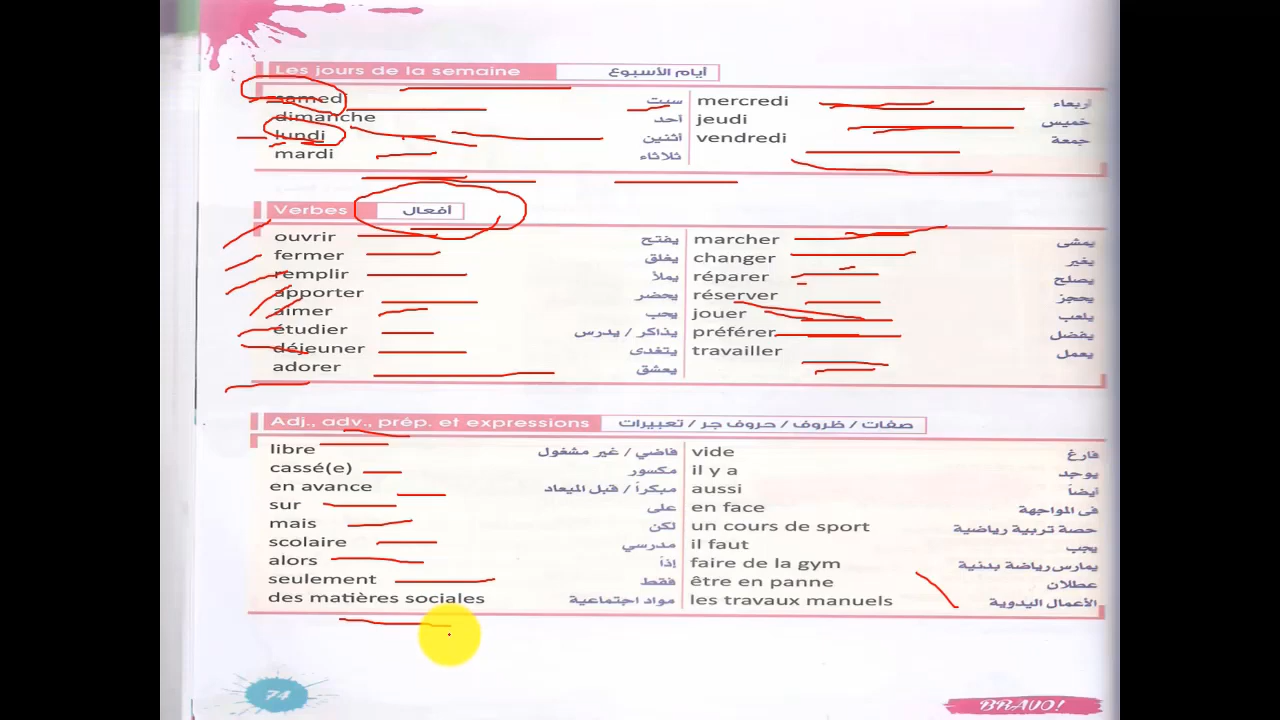 Les jours de la semaine أيام الأسبوع
samedi سبت
dimanche أحد
lundi أثنين
mardi ثلاثاء
mercredi أربعاء
jeudi خميس
vendredi جمعة
Verbes أفعال
ouvrir يفتح
fermer يغلق
remplir يملأ
apporter يحضر
aimer يحب
étudier يذاكر / يدرس
déjeuner يتغدى
adorer يعشق
marcher يمشى
changer يغير
réparer يصلح
réserver يحجز
jouer يلعب
préférer يفضل
travailler يعمل
Adj., adv., prép. et expressions صفات / ظروف / حروف جر / تعبيرات
libre فاضي / غير مشغول
cassé(e) مكسور
en avance مبكراً / قبل الميعاد
sur على
mais لكن
scolaire مدرسي
alors إذاً
seulement فقط
des matières sociales مواد اجتماعية
vide فارغ
il y a يوجد
aussi أيضاً
en face فى المواجهة
un cours de sport حصة تربية رياضية
il faut يجب
faire de la gym يمارس رياضة بدنية
être en panne عطلان
les travaux manuels الأعمال اليدوية
74
BRAVO!